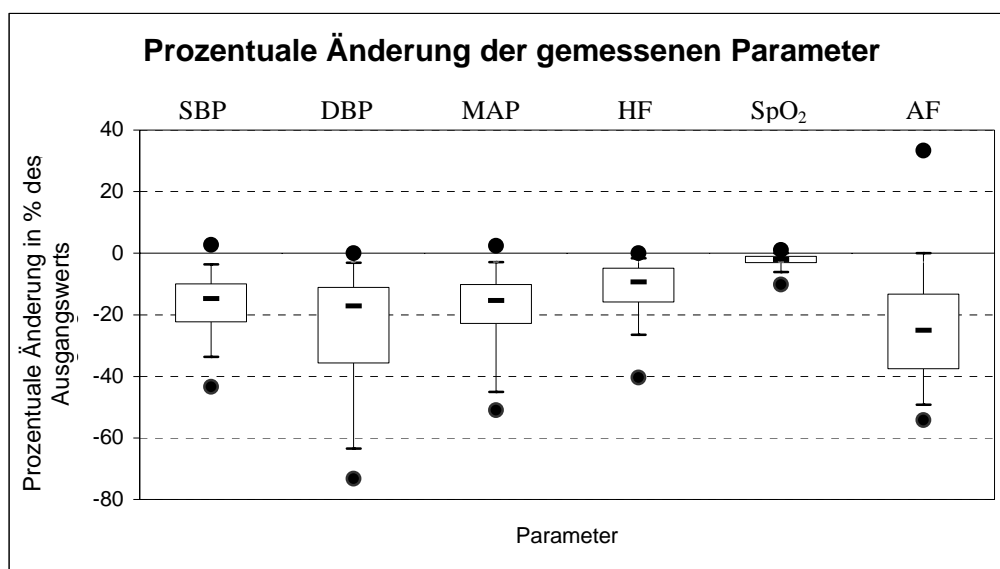 Prozentuale Änderung der gemessenen Parameter
SBP DBP MAP HF SpO₂ AF
Prozentuale Änderung in % des
Ausgangswerts
40
20
0
-20
-40
-60
-80
Parameter